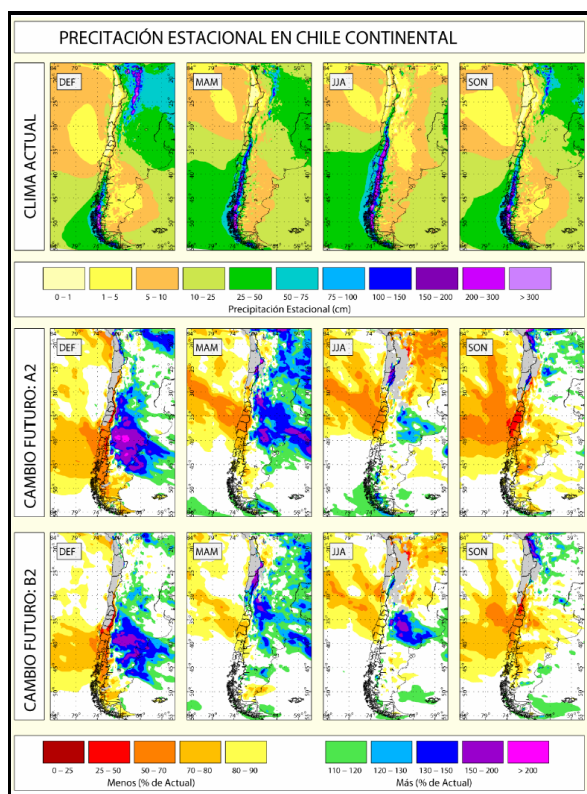 PRECITACIÓN ESTACIONAL EN CHILE CONTINENTAL
CLIMA ACTUAL
DEF
MAM
JJA
SON
0 – 1
1 – 5
5 – 10
10 – 25
25 – 50
50 – 75
75 – 100
100 – 150
150 – 200
200 – 300
> 300
Precipitación Estacional (cm)
CAMBIO FUTURO: A2
DEF
MAM
JJA
SON
CAMBIO FUTURO: B2
DEF
MAM
JJA
SON
0 – 25
25 – 50
50 – 70
70 – 80
80 – 90
Menos (% de Actual)
110 – 120
120 – 130
130 – 150
150 – 200
> 200
Más (% de Actual)